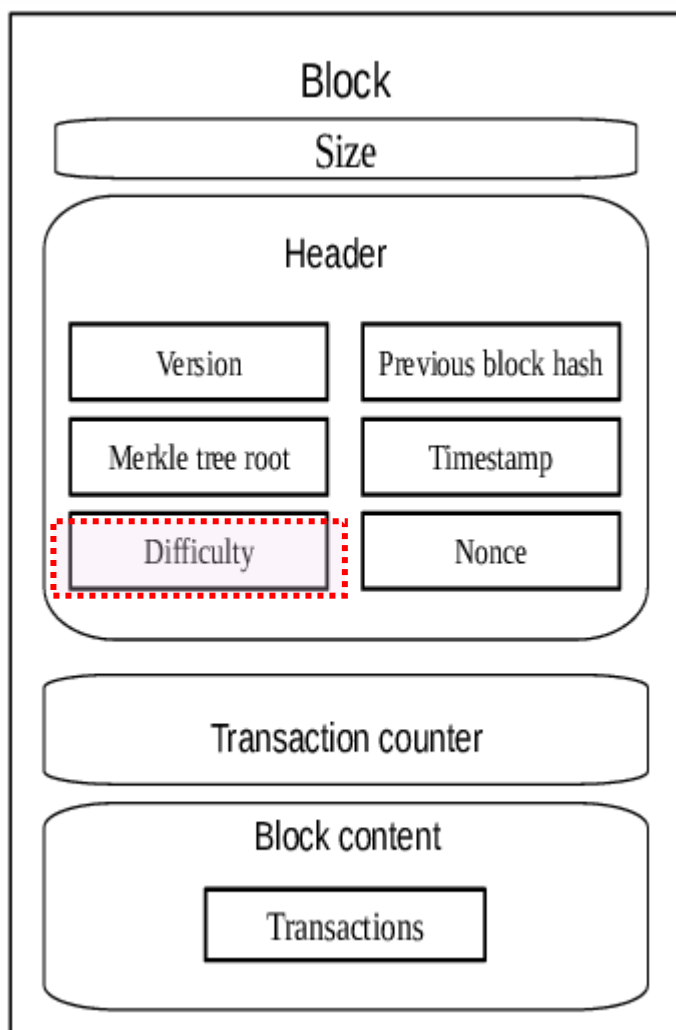 Block
Size
Header
Version
Previous block hash
Merkle tree root
Timestamp
Difficulty
Nonce
Transaction counter
Block content
Transactions